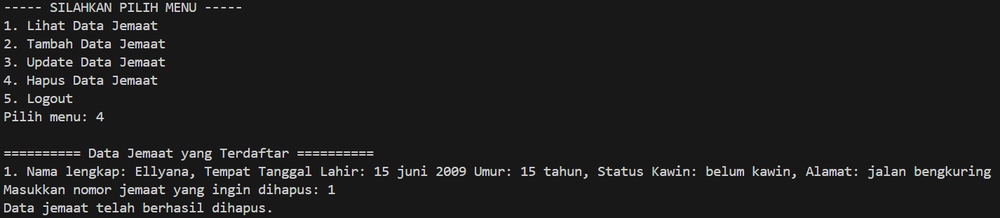 ----- SILAHKAN PILIH MENU -----
1. Lihat Data Jemaat
2. Tambah Data Jemaat
3. Update Data Jemaat
4. Hapus Data Jemaat
5. Logout
Pilih menu: 4
========== Data Jemaat yang Terdaftar ==========
1. Nama lengkap: Ellyana, Tempat Tanggal Lahir: 15 juni 2009 Umur: 15 tahun, Status Kawin: belum kawin, Alamat: jalan bengkuring
Masukkan nomor jemaat yang ingin dihapus: 1
Data jemaat telah berhasil dihapus.